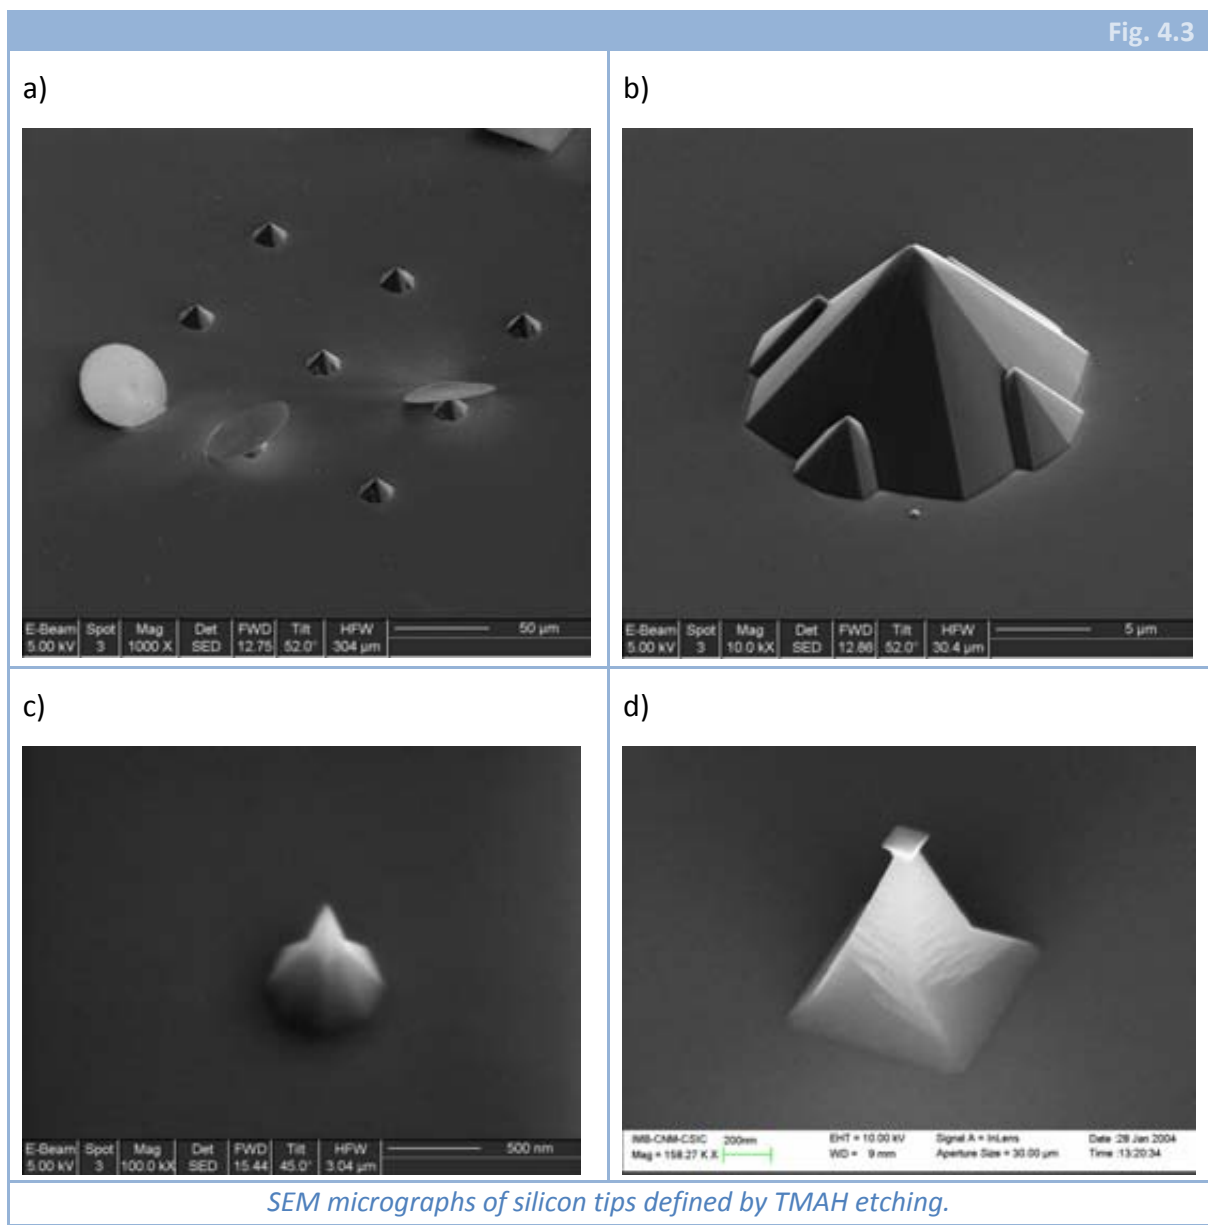 Fig. 4.3
a)
b)
E-Beam Spot Mag Det FWD Tilt HFW 50 µm
5.00 kV 3 1000 X SED 12.75 52.0° 304 µm
E-Beam Spot Mag Det FWD Tilt HFW 5 µm
5.00 kV 3 10.0 kX SED 12.86 52.0° 30.4 µm
c)
d)
E-Beam Spot Mag Det FWD Tilt HFW 500 nm
5.00 kV 3 100.0 kX SED 15.44 45.0° 3.04 µm
IMB-CNM-CSIC 200nm EHT = 10.00 kV Signal A = InLens Date :28 Jan 2004
Mag = 158.27 K X WD = 9 mm Aperture Size = 30.00 µm Time :13:20:34
SEM micrographs of silicon tips defined by TMAH etching.